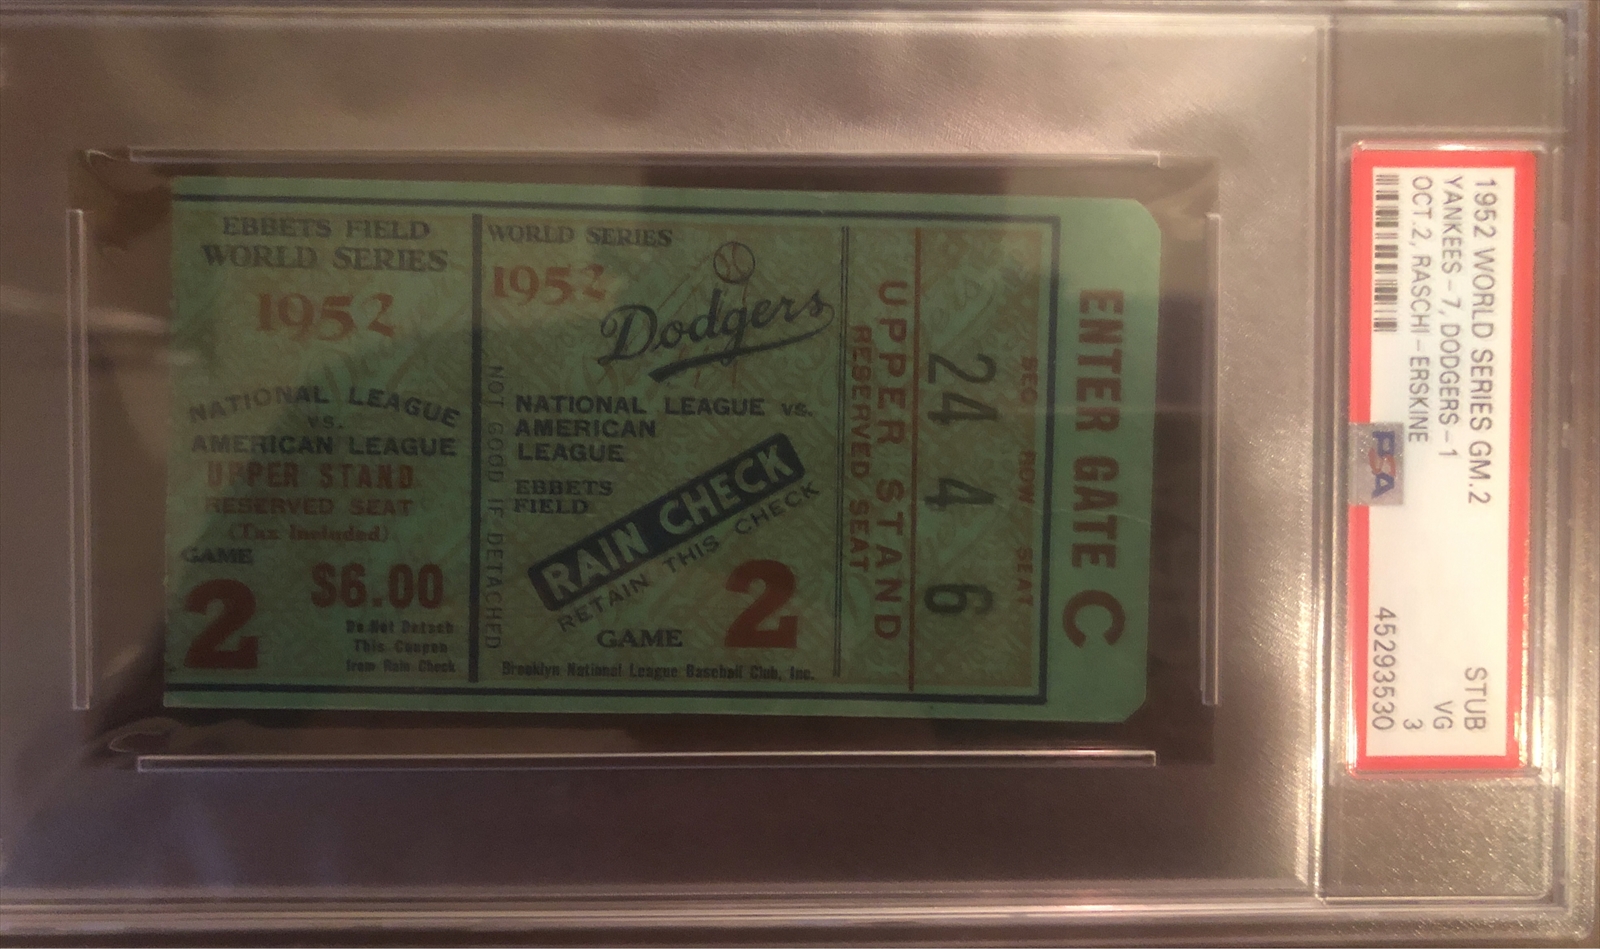 EBBETS FIELD
WORLD SERIES
1952
NATIONAL LEAGUE
VS.
AMERICAN LEAGUE
UPPER STAND
RESERVED SEAT
(Tax Included)
GAME
2
$6.00
Do Not Detach
This Coupon
from Rain Check
NOT GOOD IF DETACHED
WORLD SERIES
1952
Dodgers
NATIONAL LEAGUE VS.
AMERICAN
LEAGUE
EBBETS
FIELD
RAIN CHECK
RETAIN THIS CHECK
GAME 2
Brooklyn National League Baseball Club, Inc.
UPPER STAND
RESERVED SEAT
SEC ROW SEAT
24 4 6
ENTER GATE C
1952 WORLD SERIES GM.2 STUB
YANKEES-7, DODGERS-1 VG
OCT.2, RASCHI-ERSKINE 3
45293530
PSA